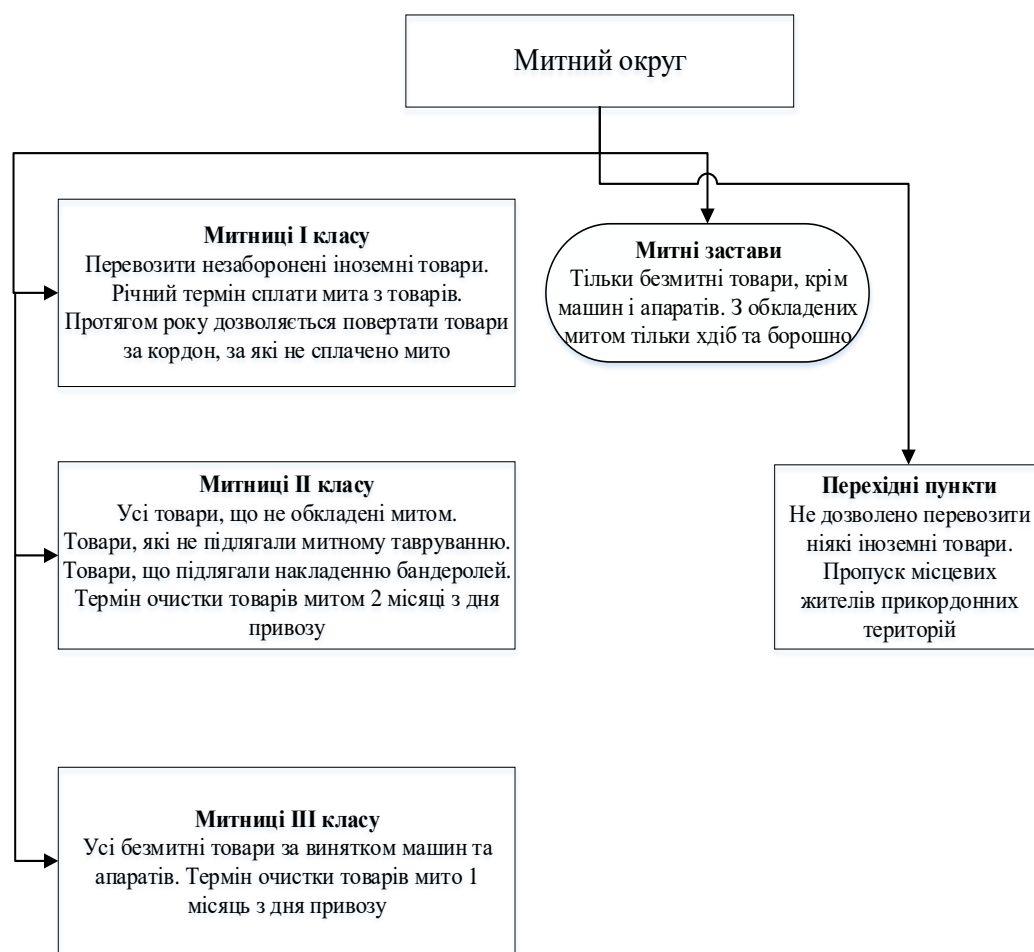 Митний округ
Митниці І класу
Перевозити незаборонені іноземні товари.
Річний термін сплати мита з товарів.
Протягом року дозволяється повертати товари
за кордон, за які не сплачено мито
Митні застави
Тільки безмитні товари, крім
машин і апаратів. З обкладених
митом тільки хдіб та борошно
Митниці ІІ класу
Усі товари, що не обкладені митом.
Товари, які не підлягали митному тавруванню.
Товари, що підлягали накладенню бандеролей.
Термін очистки товарів митом 2 місяці з дня
привозу
Перехідні пункти
Не дозволено перевозити
ніякі іноземні товари.
Пропуск місцевих
жителів прикордонних
територій
Митниці ІІІ класу
Усі безмитні товари за винятком машин та
апаратів. Термін очистки товарів мито 1
місяць з дня привозу